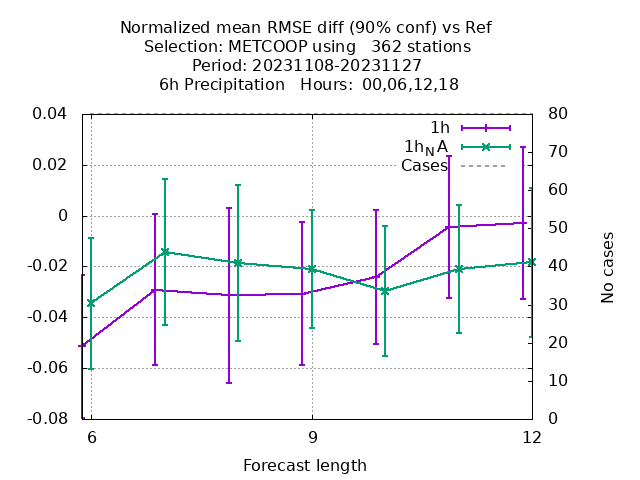 Normalized mean RMSE diff (90% conf) vs Ref
Selection: METCOOP using   362 stations
Period: 20231108-20231127
6h Precipitation   Hours:  00,06,12,18
0.04
0.02
0
-0.02
-0.04
-0.06
-0.08
1h
1h_NA
Cases
80
70
60
50
40
30
20
10
0
No cases
6
9
12
Forecast length